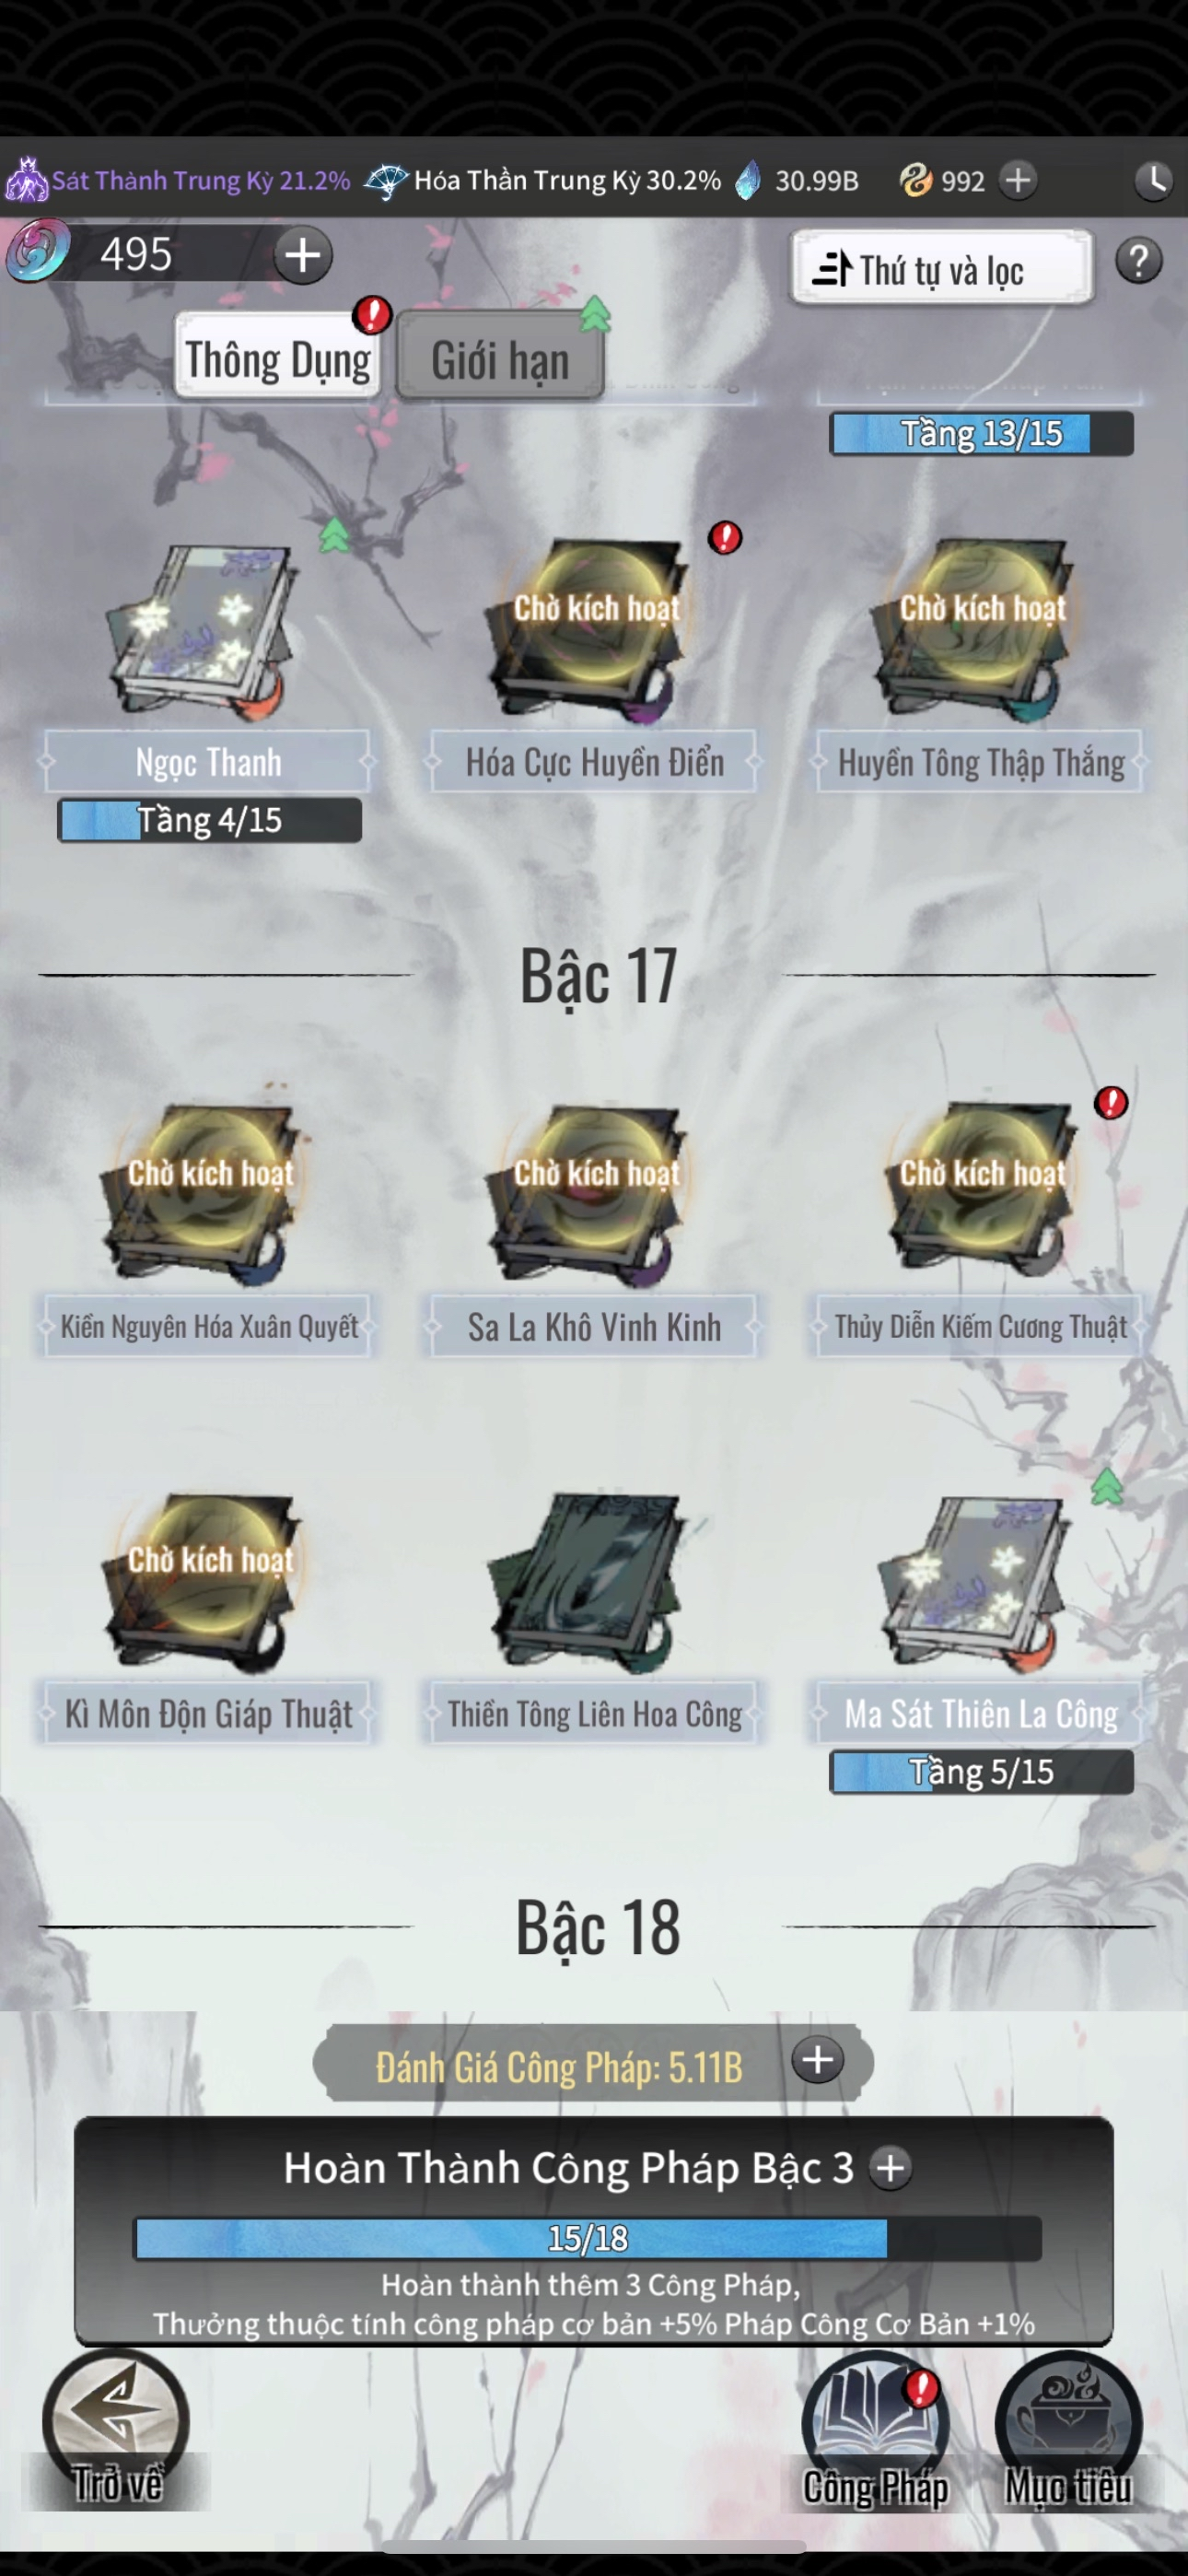 Sát Thành Trung Kỳ 21.2% Hóa Thần Trung Kỳ 30.2% 30.99B 992
495
Thứ tự và lọc ?
Thông Dụng Giới hạn
Tầng 13/15
Chờ kích hoạt Chờ kích hoạt
Ngọc Thanh Hóa Cực Huyền Điển Huyền Tông Thập Thắng
Tầng 4/15
Bậc 17
Chờ kích hoạt Chờ kích hoạt Chờ kích hoạt
Kiền Nguyên Hóa Xuân Quyết Sa La Khô Vinh Kinh Thủy Diễn Kiếm Cương Thuật
Chờ kích hoạt
Kì Môn Độn Giáp Thuật Thiền Tông Liên Hoa Công Ma Sát Thiên La Công
Tầng 5/15
Bậc 18
Đánh Giá Công Pháp: 5.11B
Hoàn Thành Công Pháp Bậc 3
15/18
Hoàn thành thêm 3 Công Pháp,
Thưởng thuộc tính công pháp cơ bản +5% Pháp Công Cơ Bản +1%
Trở về Công Pháp Mục tiêu